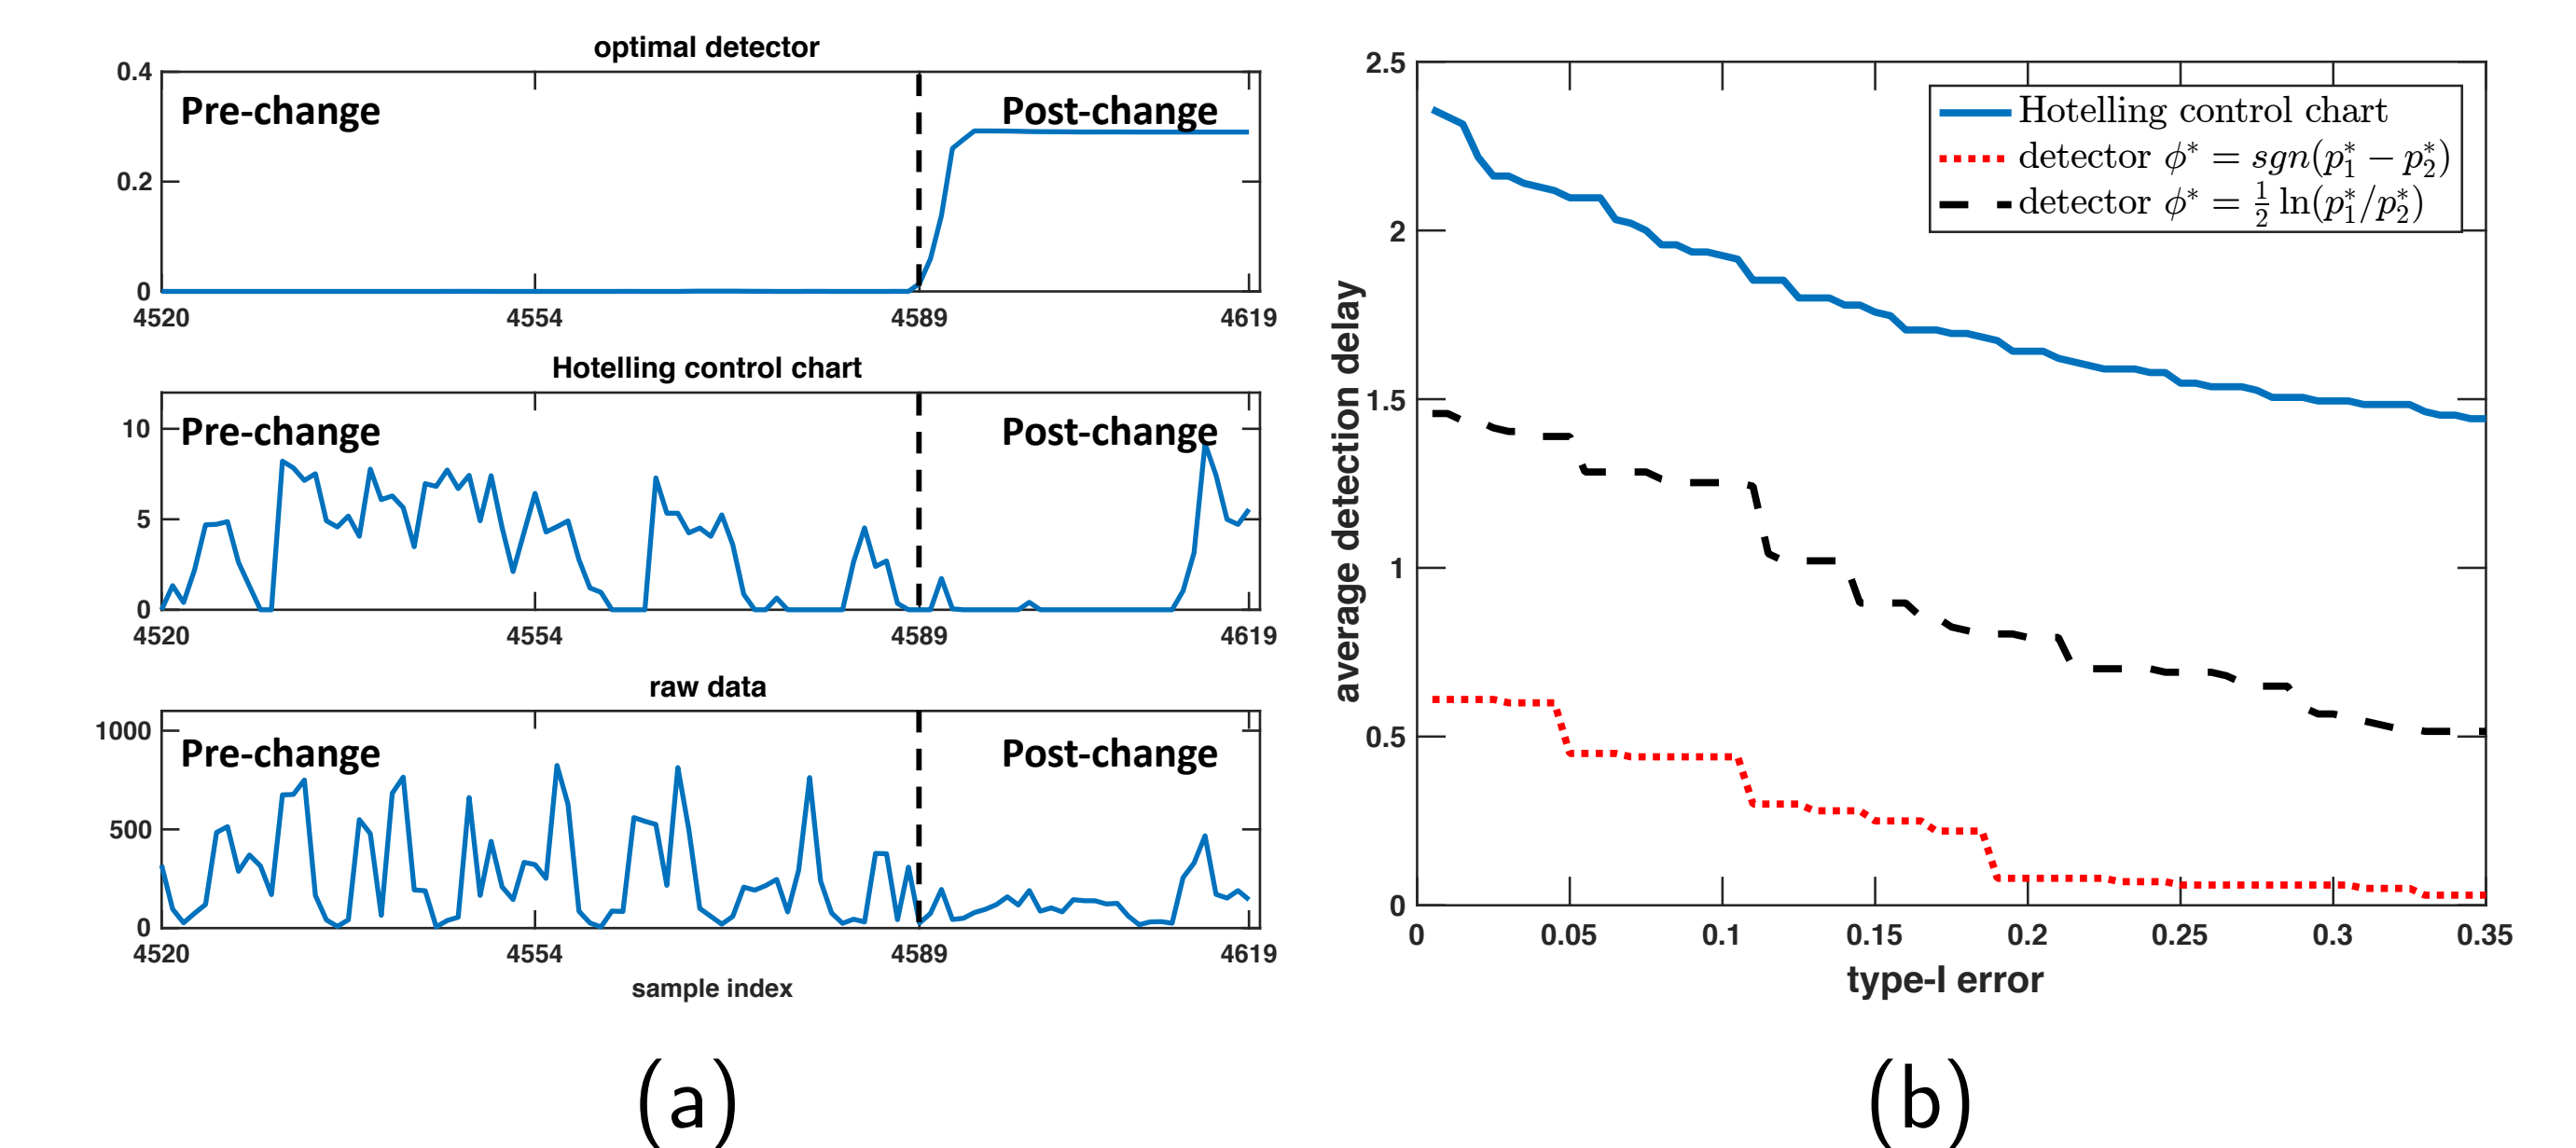 optimal detector
0.4
0.2
0
Pre-change
Post-change
4520
4554
4589
4619
Hotelling control chart
10
5
0
Pre-change
Post-change
4520
4554
4589
4619
raw data
1000
500
0
Pre-change
Post-change
4520
4554
4589
4619
sample index
(a)
2.5
2
1.5
1
0.5
0
average detection delay
Hotelling control chart
detector ϕ* = sgn(p₁* − p₂*)
detector ϕ* = ½ ln(p₁*/p₂*)
0
0.05
0.1
0.15
0.2
0.25
0.3
0.35
type-I error
(b)